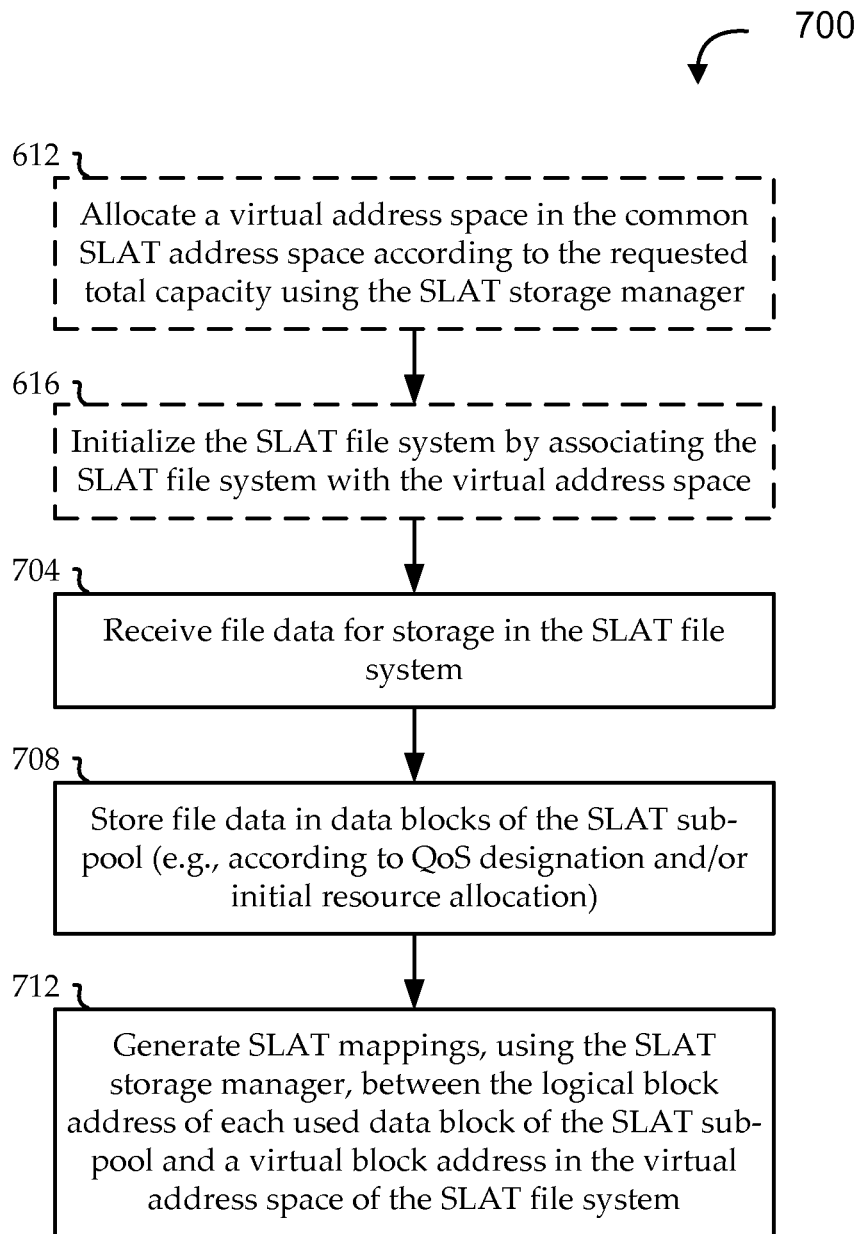 700
612
Allocate a virtual address space in the common
SLAT address space according to the requested
total capacity using the SLAT storage manager
616
Initialize the SLAT file system by associating the
SLAT file system with the virtual address space
704
Receive file data for storage in the SLAT file
system
708
Store file data in data blocks of the SLAT sub-
pool (e.g., according to QoS designation and/or
initial resource allocation)
712
Generate SLAT mappings, using the SLAT
storage manager, between the logical block
address of each used data block of the SLAT sub-
pool and a virtual block address in the virtual
address space of the SLAT file system